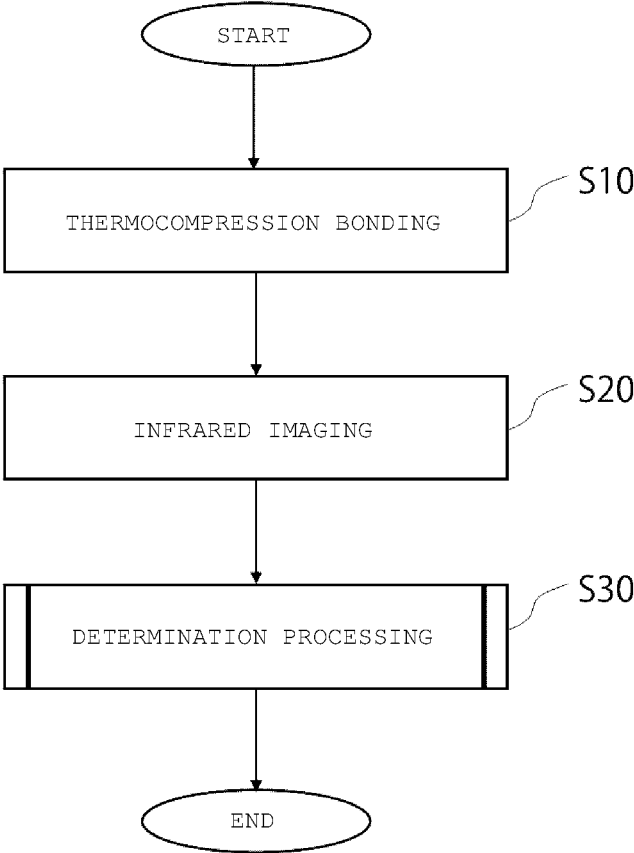 START
S10
THERMOCOMPRESSION BONDING
S20
INFRARED IMAGING
S30
DETERMINATION PROCESSING
END